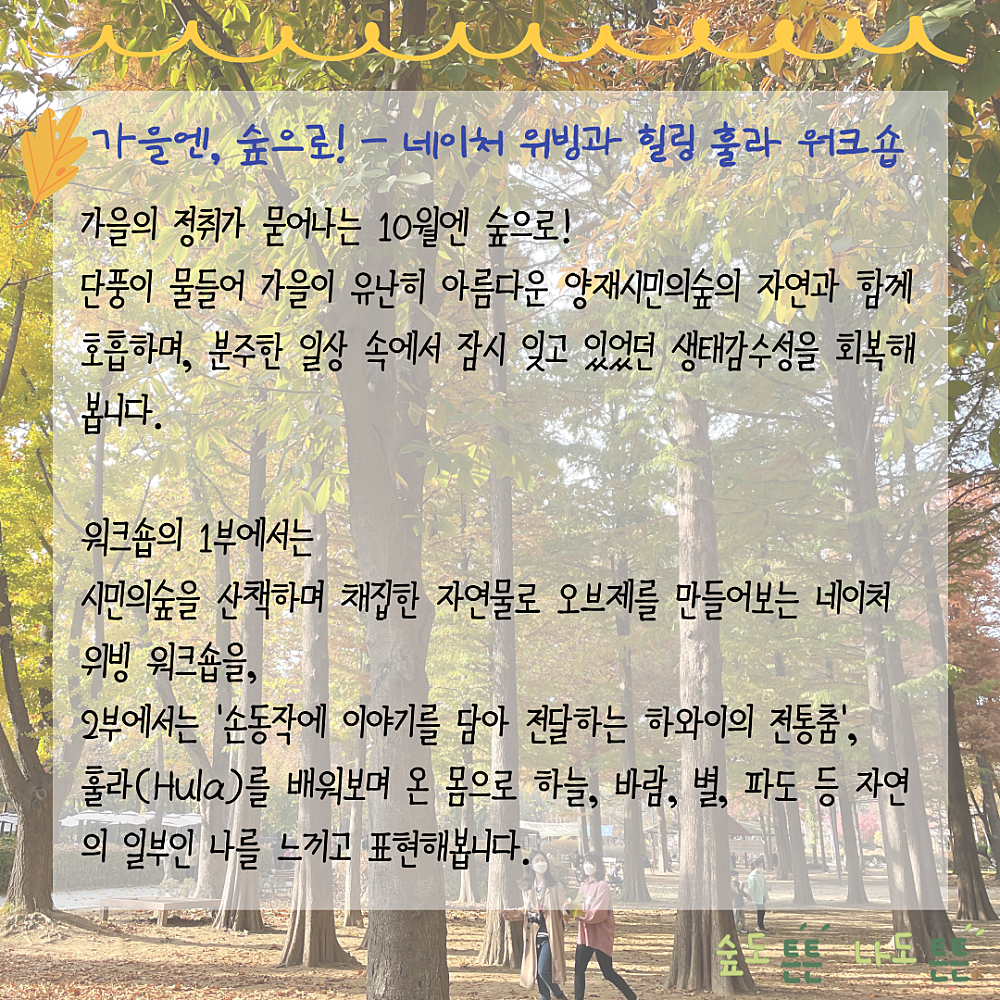 가을엔, 숲으로! - 네이처 위빙과 힐링 훌라 워크숍
가을의 정취가 묻어나는 10월엔 숲으로!
단풍이 물들어 가을이 유난히 아름다운 양재시민의숲의 자연과 함께
호흡하며, 분주한 일상 속에서 잠시 잊고 있었던 생태감수성을 회복해
봅니다.
워크숍의 1부에서는
시민의숲을 산책하며 채집한 자연물로 오브제를 만들어보는 네이처
위빙 워크숍을,
2부에서는 '손동작에 이야기를 담아 전달하는 하와이의 전통춤',
훌라(Hula)를 배워보며 온 몸으로 하늘, 바람, 별, 파도 등 자연
의 일부인 나를 느끼고 표현해봅니다.
숲도 튼튼 나도 튼튼